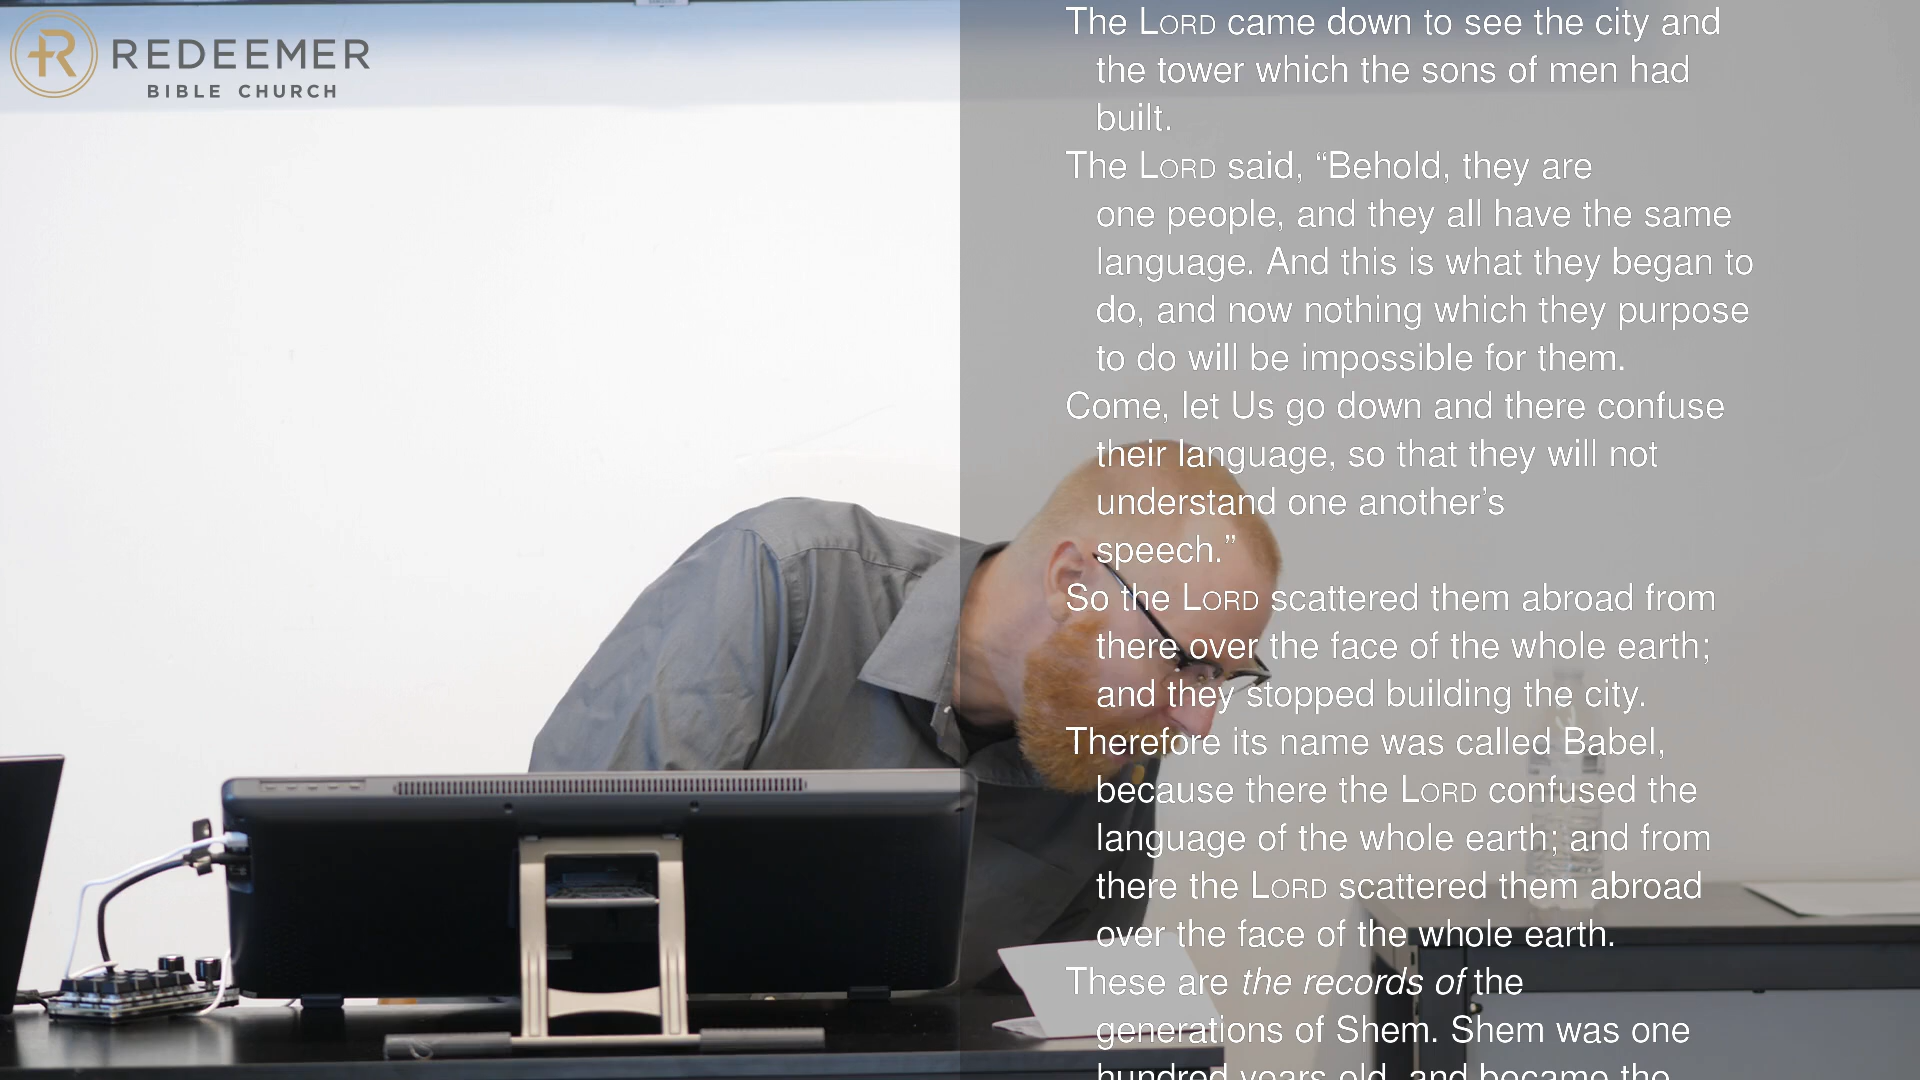 REDEEMER
BIBLE CHURCH
The LORD came down to see the city and
the tower which the sons of men had
built.
The LORD said, “Behold, they are
one people, and they all have the same
language. And this is what they began to
do, and now nothing which they purpose
to do will be impossible for them.
Come, let Us go down and there confuse
their language, so that they will not
understand one another’s
speech.”
So the LORD scattered them abroad from
there over the face of the whole earth;
and they stopped building the city.
Therefore its name was called Babel,
because there the LORD confused the
language of the whole earth; and from
there the LORD scattered them abroad
over the face of the whole earth.
These are the records of the
generations of Shem. Shem was one
hundred years old, and became the